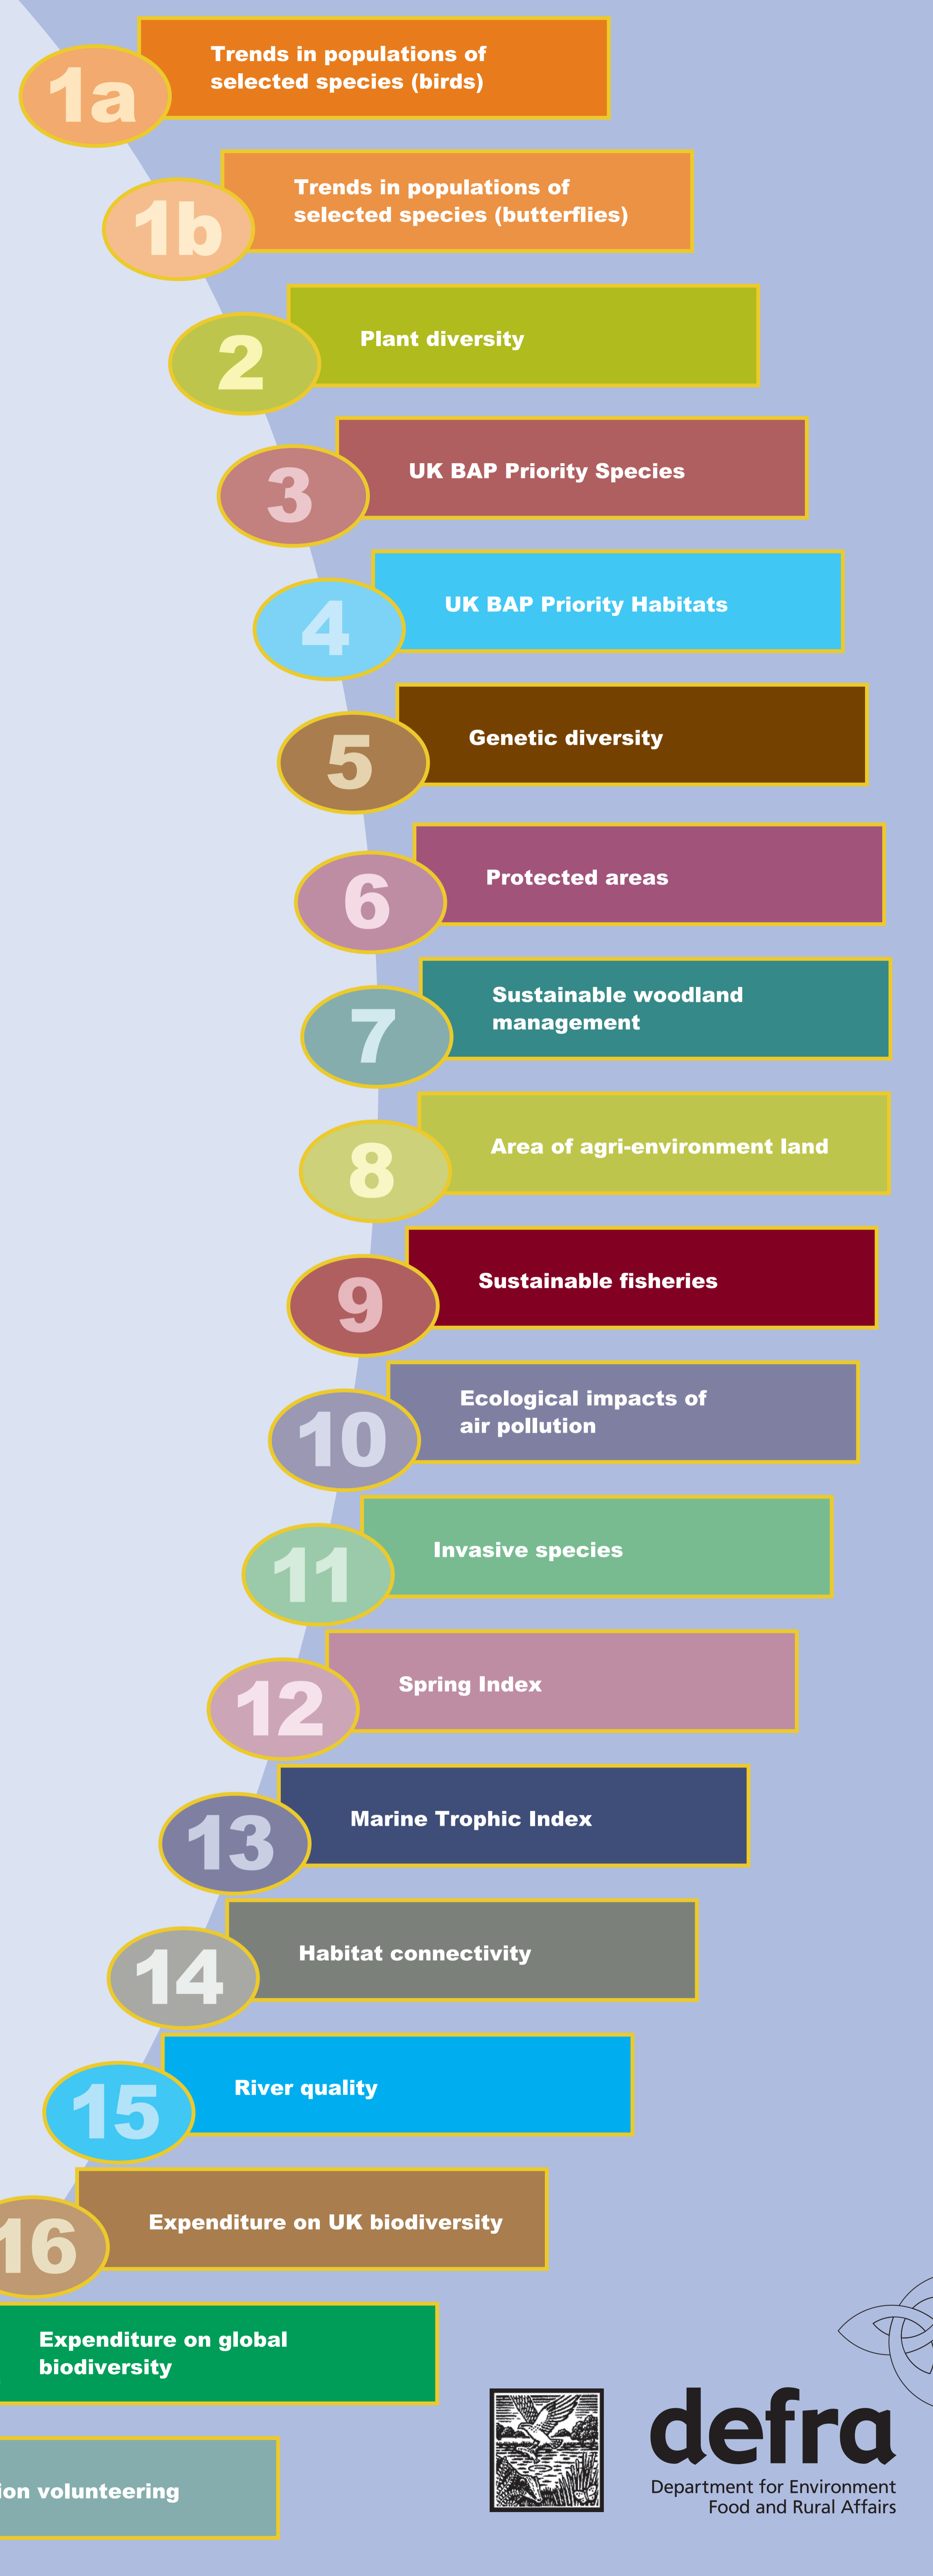 1a
Trends in populations of
selected species (birds)
1b
Trends in populations of
selected species (butterflies)
2
Plant diversity
3
UK BAP Priority Species
4
UK BAP Priority Habitats
5
Genetic diversity
6
Protected areas
7
Sustainable woodland
management
8
Area of agri-environment land
9
Sustainable fisheries
10
Ecological impacts of
air pollution
11
Invasive species
12
Spring Index
13
Marine Trophic Index
14
Habitat connectivity
15
River quality
16
Expenditure on UK biodiversity
Expenditure on global
biodiversity
ion volunteering
defra
Department for Environment
Food and Rural Affairs